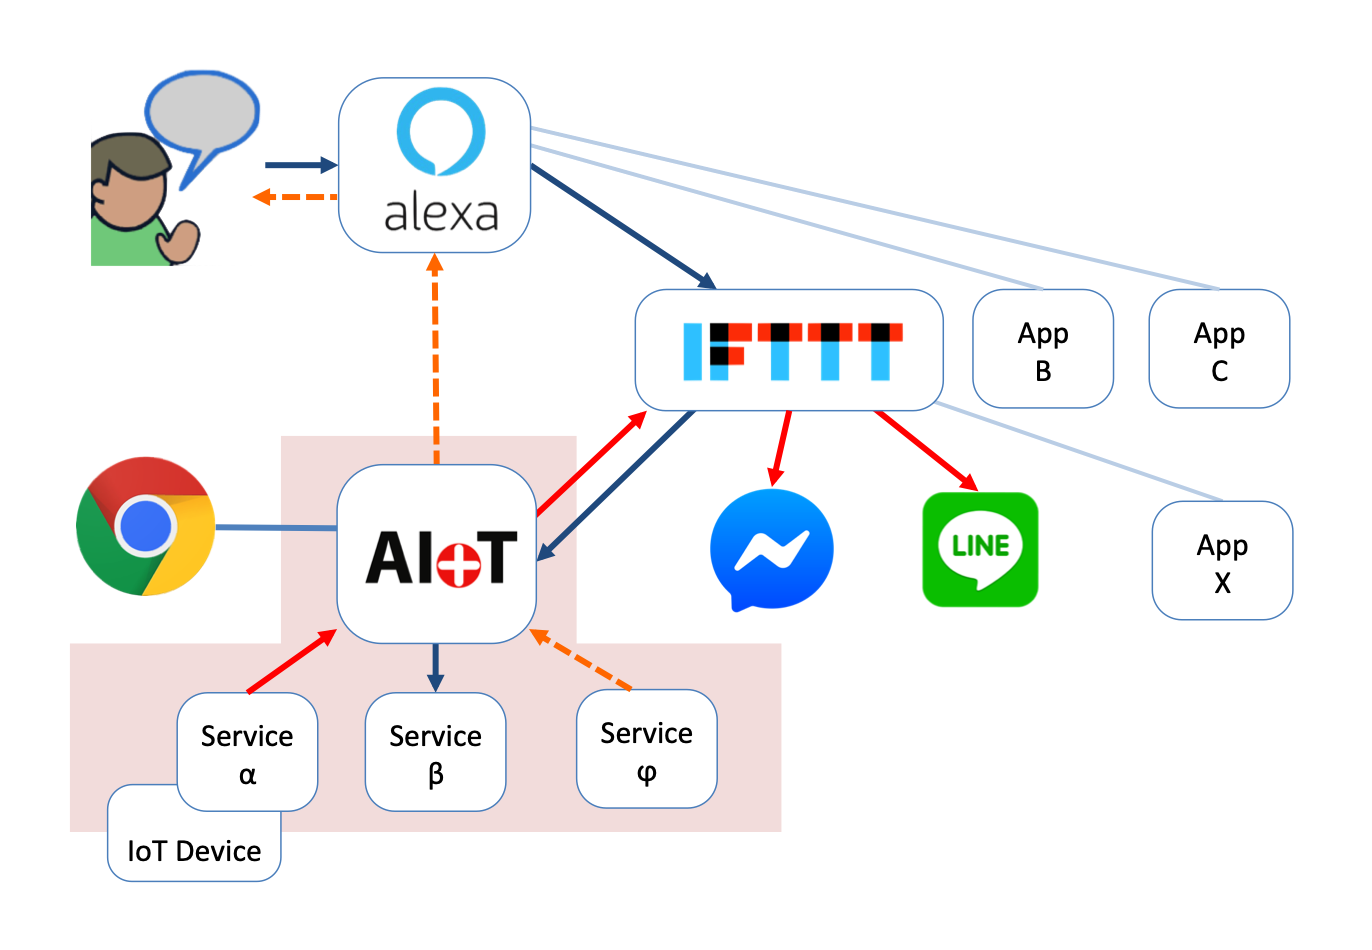 alexa
IFTTT
App
B
App
C
AIoT
LINE
App
X
Service
α
Service
β
Service
φ
IoT Device